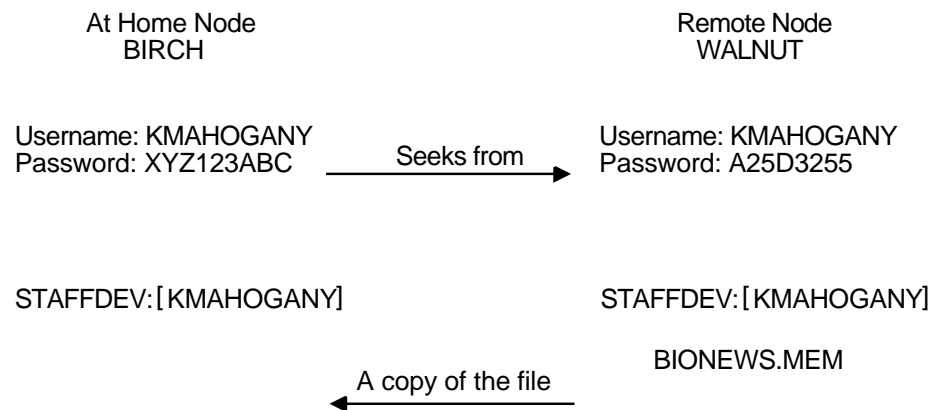 At Home Node
BIRCH
Remote Node
WALNUT
Username: KMAHOGANY
Password: XYZ123ABC
Seeks from
Username: KMAHOGANY
Password: A25D3255
STAFFDEV:[KMAHOGANY]
STAFFDEV:[KMAHOGANY]
BIONEWS.MEM
A copy of the file